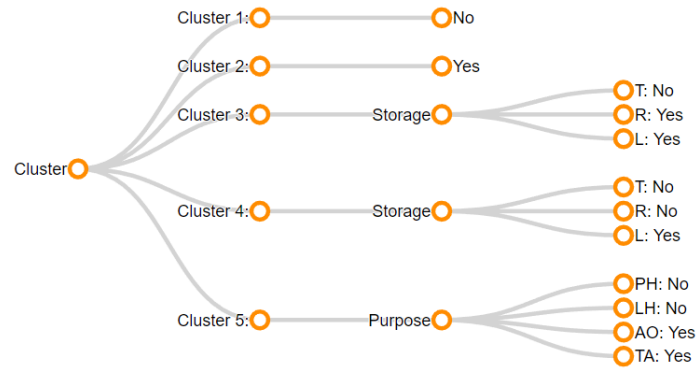 Cluster 1: No
Cluster 2: Yes
Cluster 3: Storage
T: No
R: Yes
L: Yes
Cluster
Cluster 4: Storage
T: No
R: No
L: Yes
Cluster 5: Purpose
PH: No
LH: No
AO: Yes
TA: Yes